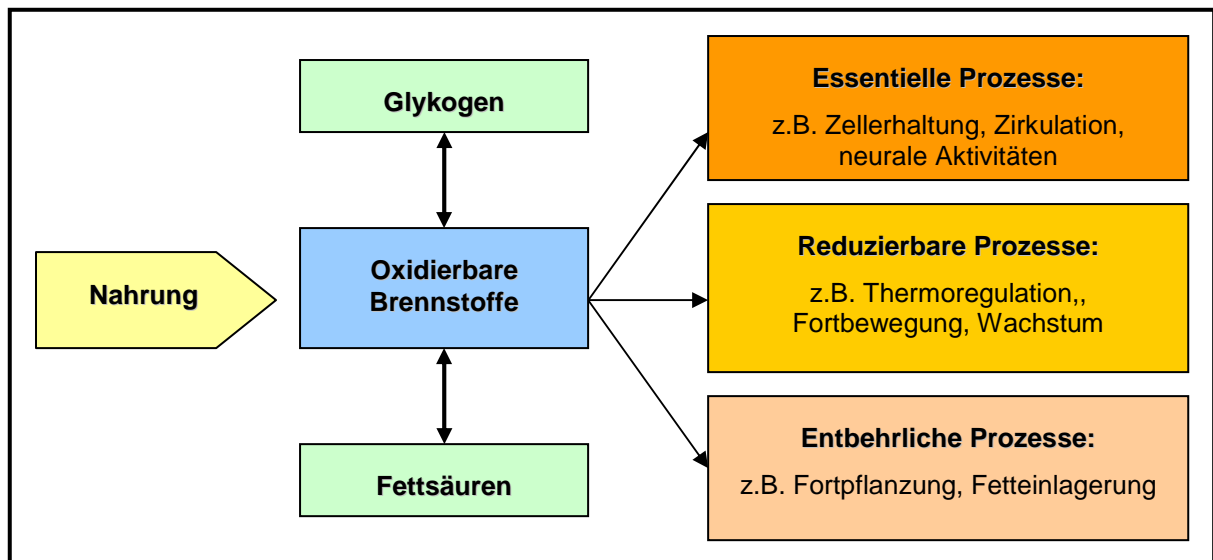 Nahrung
Glykogen
Oxidierbare
Brennstoffe
Fettsäuren
Essentielle Prozesse:
z.B. Zellerhaltung, Zirkulation,
neurale Aktivitäten
Reduzierbare Prozesse:
z.B. Thermoregulation,,
Fortbewegung, Wachstum
Entbehrliche Prozesse:
z.B. Fortpflanzung, Fetteinlagerung